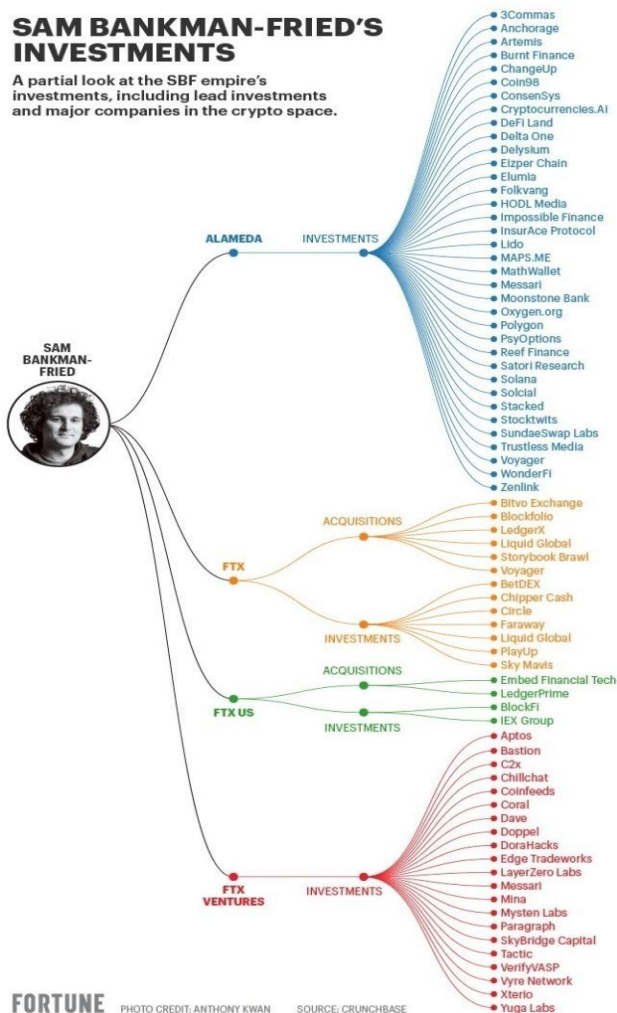 SAM BANKMAN-FRIED'S
INVESTMENTS
A partial look at the SBF empire's
investments, including lead investments
and major companies in the crypto space.
SAM
BANKMAN-
FRIED
ALAMEDA
INVESTMENTS
3Commas
Anchorage
Artemis
Burnt Finance
ChangeUp
Coin98
ConsenSys
Cryptocurrencies.Ai
DeFi Land
Delta One
Delysium
Eizper Chain
Elumia
Folkvang
HODL Media
Impossible Finance
InsurAce Protocol
Lido
MAPS.ME
MathWallet
Messari
Moonstone Bank
Oxygen.org
Polygon
PsyOptions
Reef Finance
Satori Research
Solana
Solcial
Stacked
Stocktwits
SundaeSwap Labs
Trustless Media
Voyager
WonderFi
Zenlink
FTX
ACQUISITIONS
Bitvo Exchange
Blockfolio
LedgerX
Liquid Global
Storybook Brawl
Voyager
INVESTMENTS
BetDEX
Chipper Cash
Circle
Faraway
Liquid Global
PlayUp
Sky Mavis
FTX US
ACQUISITIONS
Embed Financial Tech
LedgerPrime
INVESTMENTS
BlockFi
IEX Group
FTX
VENTURES
INVESTMENTS
Aptos
Bastion
C2x
Chillchat
Coinfeeds
Coral
Dave
Doppel
DoraHacks
Edge Tradeworks
LayerZero Labs
Messari
Mina
Mysten Labs
Paragraph
SkyBridge Capital
Tactic
VerifyVASP
Vyre Network
Xterio
Yuga Labs
FORTUNE
PHOTO CREDIT: ANTHONY KWAN
SOURCE: CRUNCHBASE